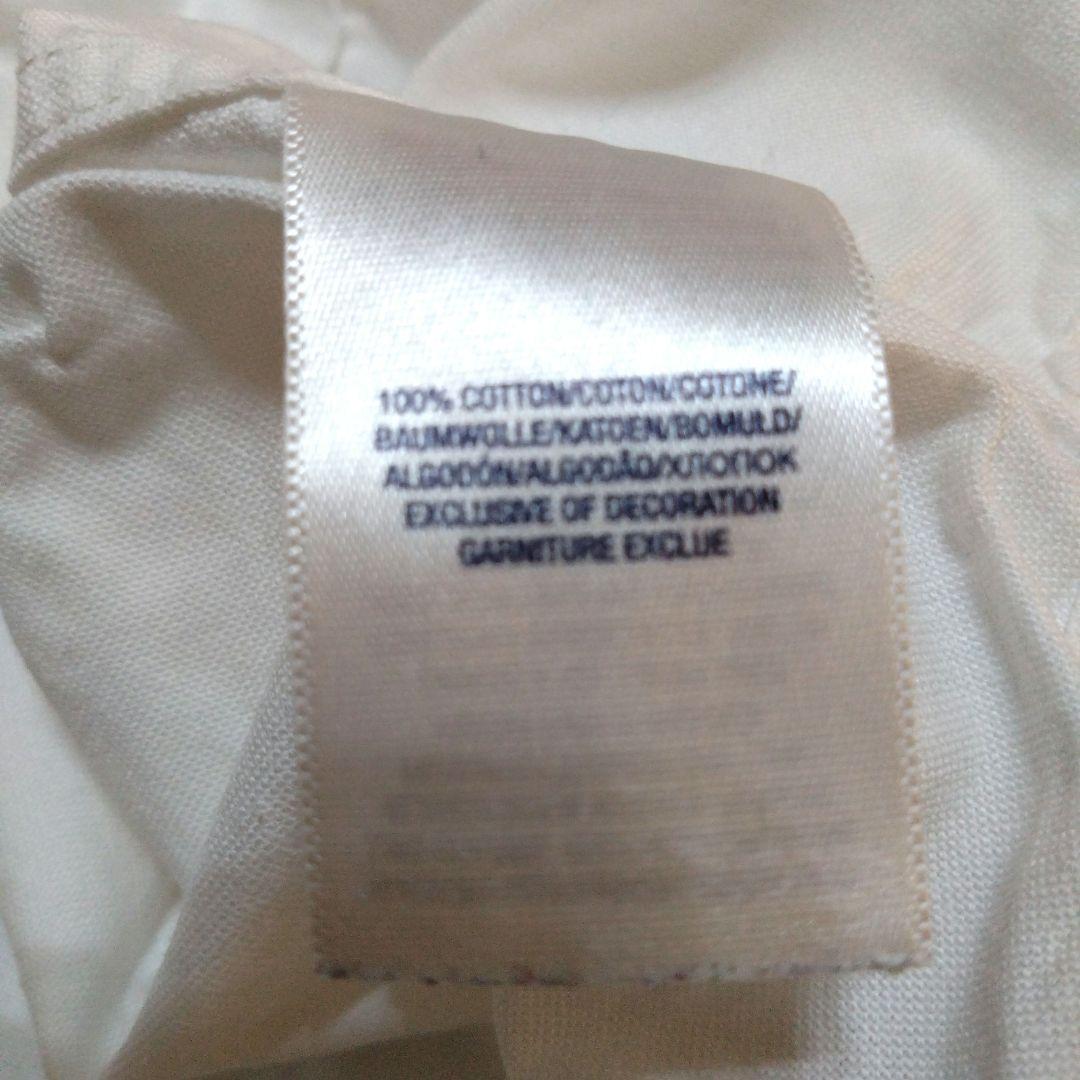 100% COTTON/COTON/COTONE/
BAUMWOLLE/KATOEN/BOMULD/
ALGODÓN/ALGODÃO/ХЛОПОК
EXCLUSIVE OF DECORATION
GARNITURE EXCLUE